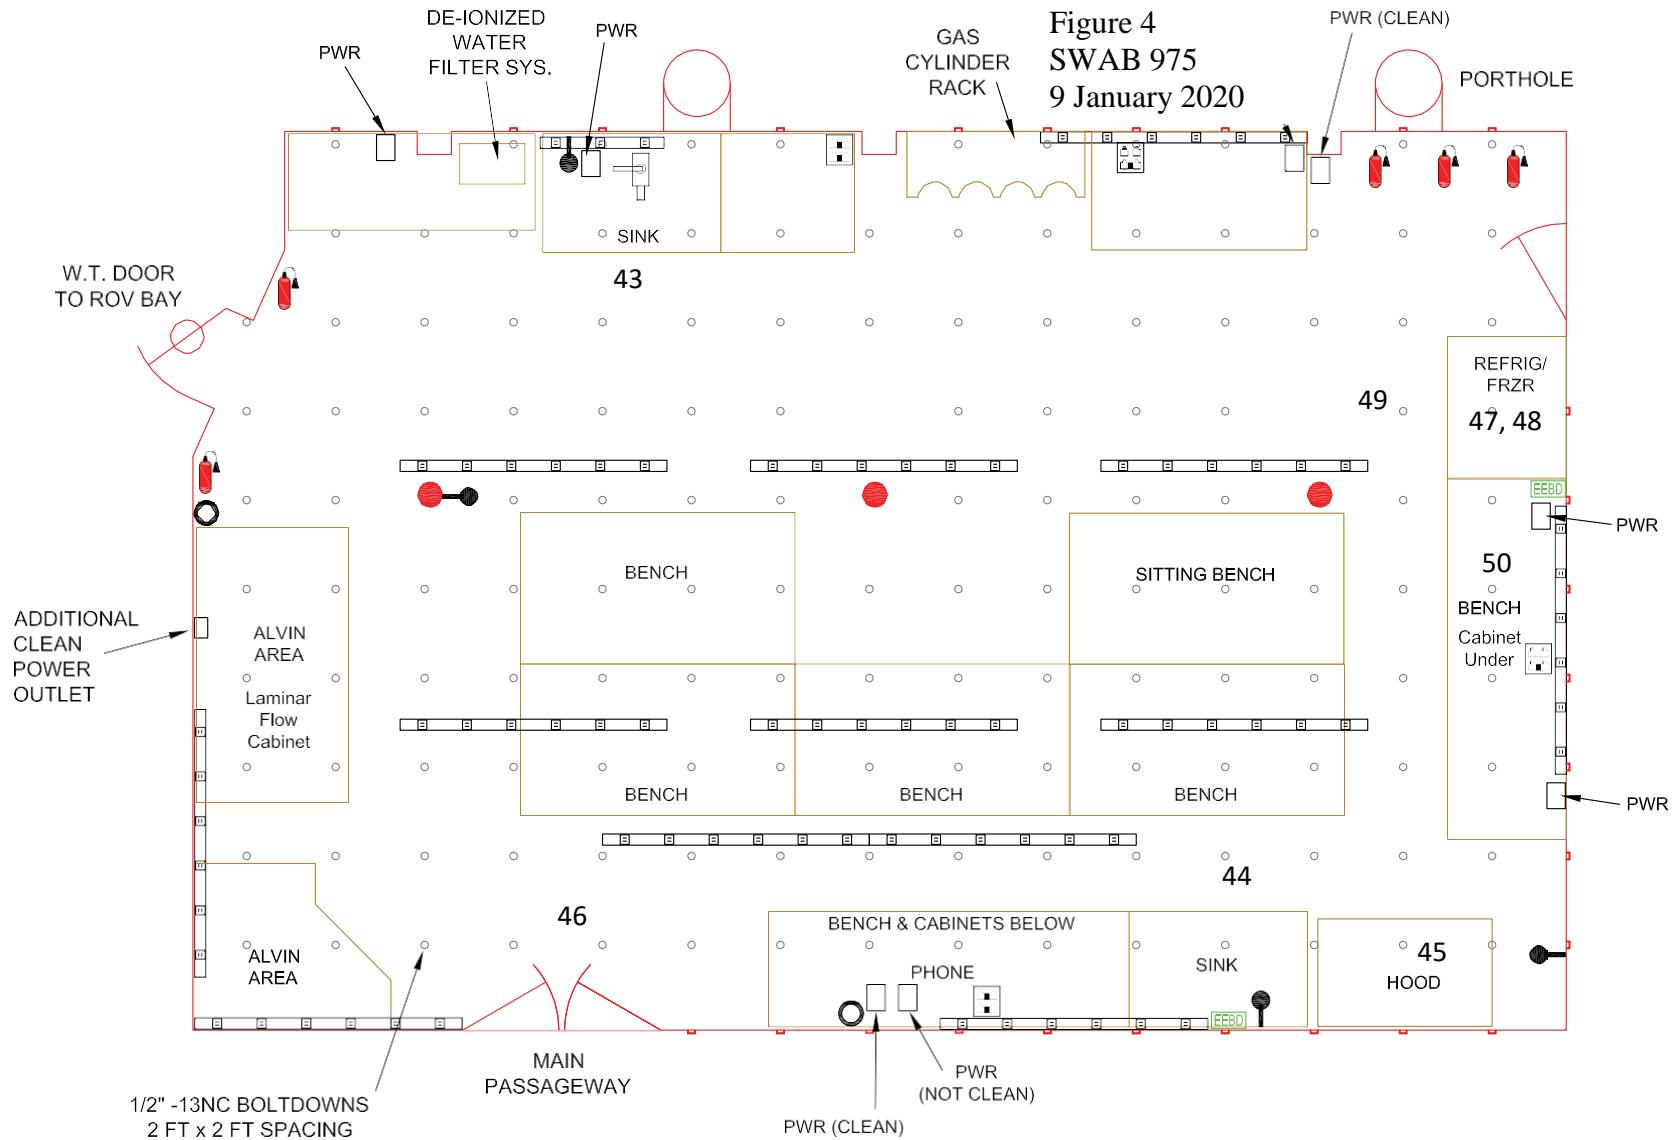 Figure 4
SWAB 975
9 January 2020
PWR
DE-IONIZED
WATER
FILTER SYS.
PWR
GAS
CYLINDER
RACK
PWR (CLEAN)
PORTHOLE
SINK
43
W.T. DOOR
TO ROV BAY
REFRIG/
FRZR
47, 48
49
EEBD
PWR
50
BENCH
Cabinet
Under
PWR
BENCH
SITTING BENCH
ADDITIONAL
CLEAN
POWER
OUTLET
ALVIN
AREA
Laminar
Flow
Cabinet
BENCH
BENCH
BENCH
44
46
BENCH & CABINETS BELOW
PHONE
SINK
45
HOOD
ALVIN
AREA
EEBD
MAIN
PASSAGEWAY
PWR
(NOT CLEAN)
PWR (CLEAN)
1/2" -13NC BOLTDOWNS
2 FT x 2 FT SPACING